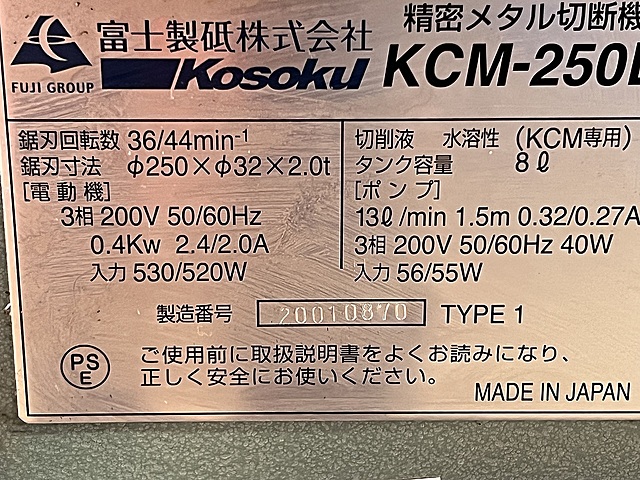 富士製砥株式会社
精密メタル切断機
FUJI GROUP
Kosoku
KCM-250
鋸刃回転数 36/44min-1
鋸刃寸法 φ250×φ32×2.0t
[電動機]
3相 200V 50/60Hz
0.4Kw 2.4/2.0A
入力 530/520W
切削液 水溶性 (KCM専用)
タンク容量 8ℓ
[ポンプ]
13ℓ/min 1.5m 0.32/0.27A
3相 200V 50/60Hz 40W
入力 56/55W
製造番号 20010870 TYPE 1
PS
E
ご使用前に取扱説明書をよくお読みになり、
正しく安全にお使いください。
MADE IN JAPAN